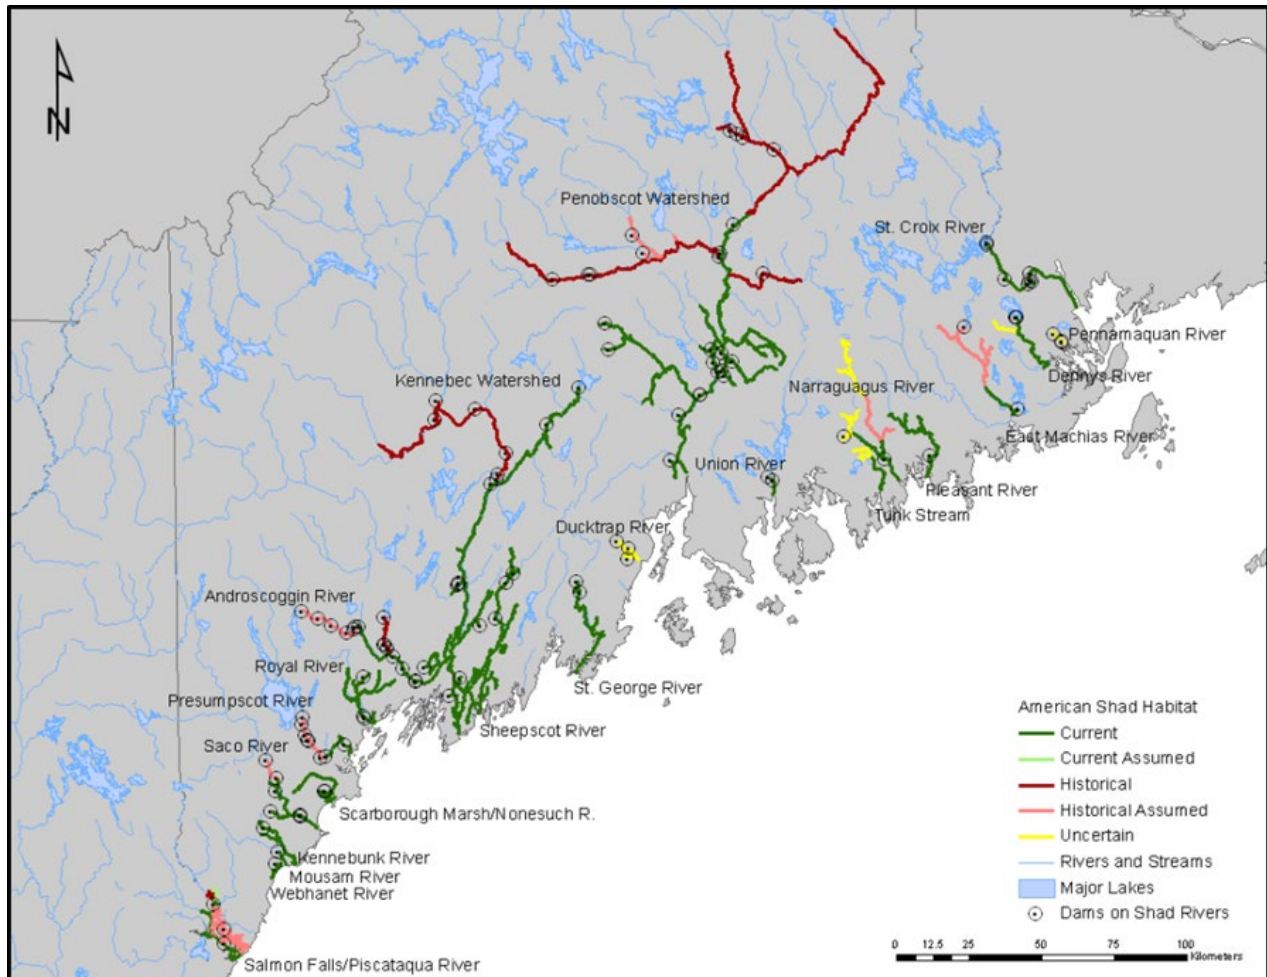 N
Penobscot Watershed
St. Croix River
Pennamaquan River
Dennys River
Kennebec Watershed
Narraguagus River
East Machias River
Union River
Pleasant River
Tunk Stream
Ducktrap River
Androscoggin River
Royal River
St. George River
Presumpscot River
Sheepscot River
Saco River
Scarborough Marsh/Nonesuch R.
Kennebunk River
Mousam River
Webhanet River
Salmon Falls/Piscataqua River
American Shad Habitat
Current
Current Assumed
Historical
Historical Assumed
Uncertain
Rivers and Streams
Major Lakes
Dams on Shad Rivers
0 12.5 25 50 75 100
Kilometers